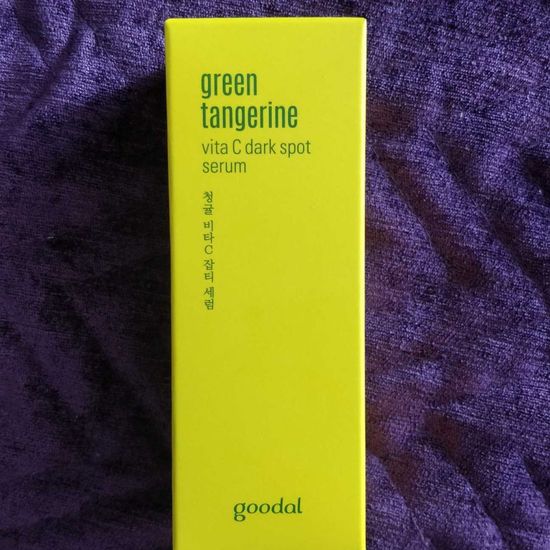 green
tangerine
vita C dark spot
serum
청귤 비타C 잡티 세럼
goodal